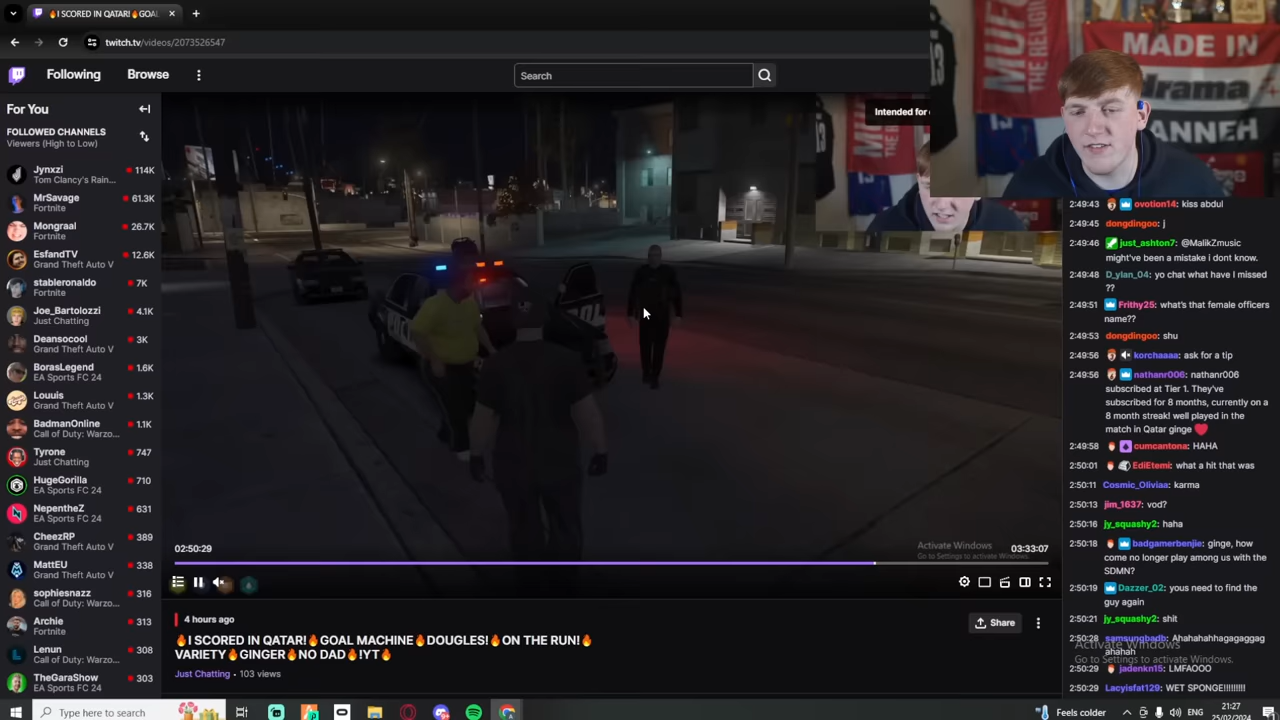 🔥I SCORED IN QATAR!🔥GOAL
twitch.tv/videos/2073526547
Following
Browse
Search
For You
FOLLOWED CHANNELS
Viewers (High to Low)
Jynxzi
114K
Tom Clancy's Rain...
MrSavage
61.3K
Fortnite
Mongraal
26.7K
Fortnite
EsfandTV
12.6K
Grand Theft Auto V
stableronaldo
7K
Fortnite
Joe_Bartolozzi
4.1K
Just Chatting
Deansocool
3K
Grand Theft Auto V
BorasLegend
1.6K
EA Sports FC 24
Louuis
1.3K
Grand Theft Auto V
BadmanOnline
1.1K
Call of Duty: Warzo...
Tyrone
747
Just Chatting
HugeGorilla
710
EA Sports FC 24
NepentheZ
631
EA Sports FC 24
CheezRP
389
Grand Theft Auto V
MattEU
338
Grand Theft Auto V
sophiesnazz
316
Call of Duty: Warzo...
Archie
313
Fortnite
Lenun
308
Grand Theft Auto V
TheGaraShow
303
EA Sports FC 24
Intended for
MUFC
THE RELIGION
MADE IN
drama
02:50:29
03:33:07
Activate Windows
Go to Settings to activate Windows.
4 hours ago
Share
🔥I SCORED IN QATAR!🔥GOAL MACHINE🔥DOUGLES!🔥ON THE RUN!🔥
VARIETY🔥GINGER🔥NO DAD🔥!YT🔥
Just Chatting • 103 views
2:49:43 ovotion14: kiss abdul
2:49:45 dongdingoo: j
2:49:46 just_ashton7: @MalikZmusic
might've been a mistake i dont know.
2:49:48 D_ylan_04: yo chat what have I missed
??
2:49:51 Frithy25: what's that female officers
name??
2:49:53 dongdingoo: shu
2:49:56 korchaaaa: ask for a tip
2:49:56 nathanr006: nathanr006
subscribed at Tier 1. They've
subscribed for 8 months, currently on a
8 month streak! well played in the
match in Qatar ginge
2:49:58 cumcantona: HAHA
2:50:01 EdiEtemi: what a hit that was
2:50:11 Cosmic_Oliviaa: karma
2:50:13 jim_1637: vod?
2:50:16 jy_squashy2: haha
2:50:18 badgamerbenjie: ginge, how
come no longer play among us with the
SDMN?
2:50:19 Dazzer_02: yous need to find the
guy again
2:50:21 jy_squashy2: shit
2:50:28 samsungbadb: Ahahahahhagagaggag
ahahah
Activate Windows
Go to Settings to activate Windows.
2:50:29 jadenkn15: LMFAOOO
2:50:29 Lacyisfat129: WET SPONGE!!!!!!!!!
Type here to search
Feels colder
ENG
21:27
25/02/2024